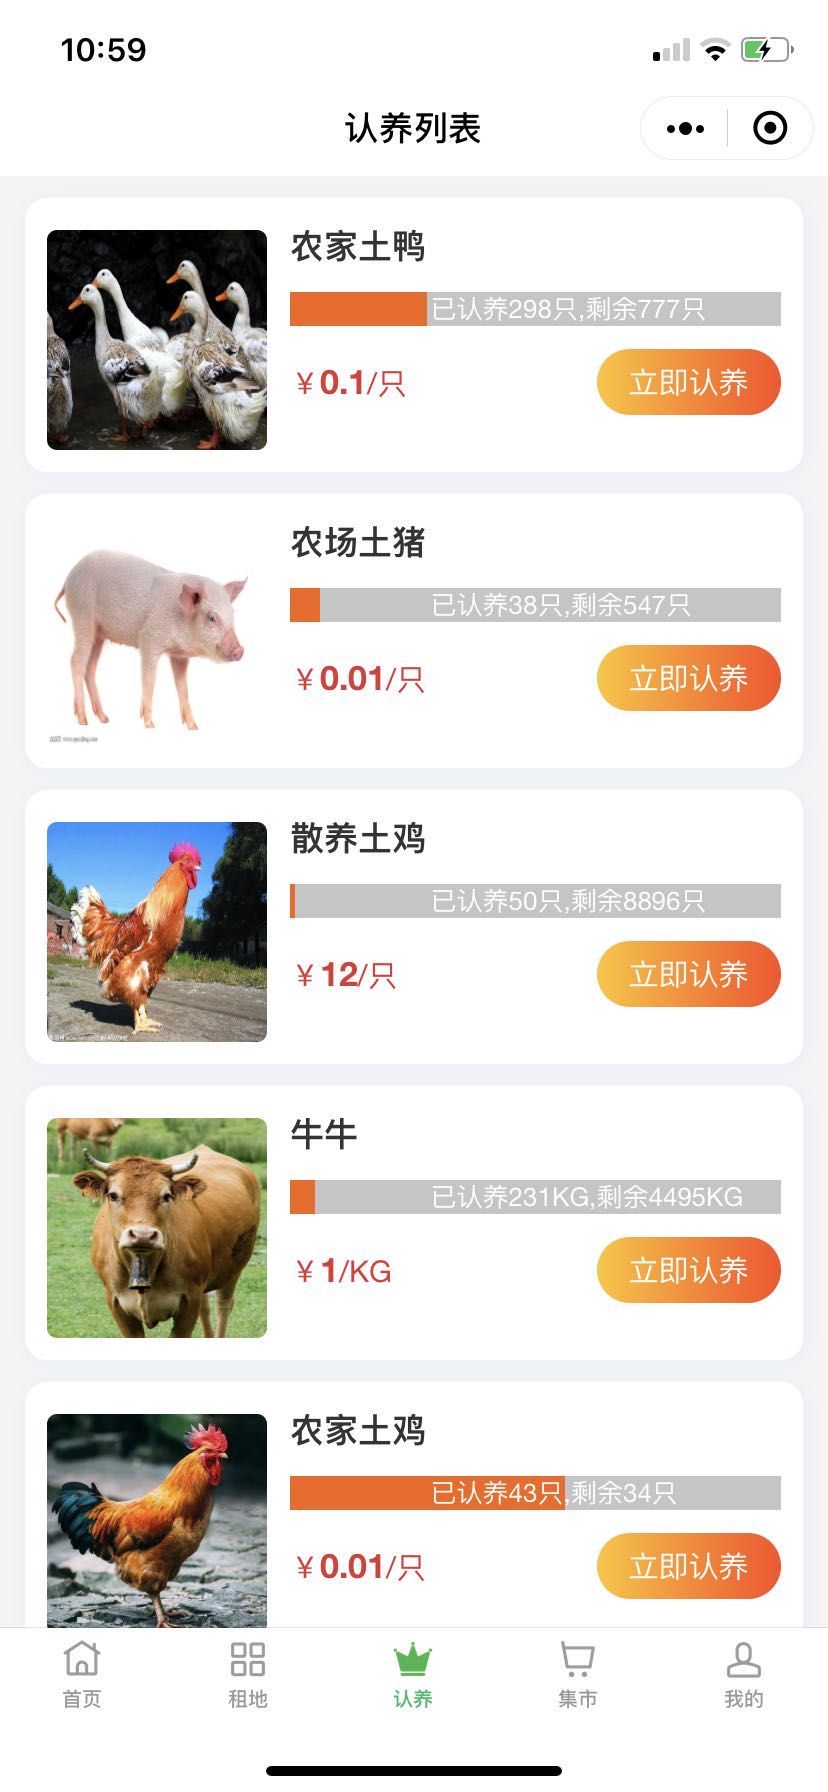 10:59
认养列表
农家土鸭
已认养298只,剩余777只
¥0.1/只
立即认养
农场土猪
已认养38只,剩余547只
¥0.01/只
立即认养
散养土鸡
已认养50只,剩余8896只
¥12/只
立即认养
牛牛
已认养231KG,剩余4495KG
¥1/KG
立即认养
农家土鸡
已认养43只,剩余34只
¥0.01/只
立即认养
首页
租地
认养
集市
我的